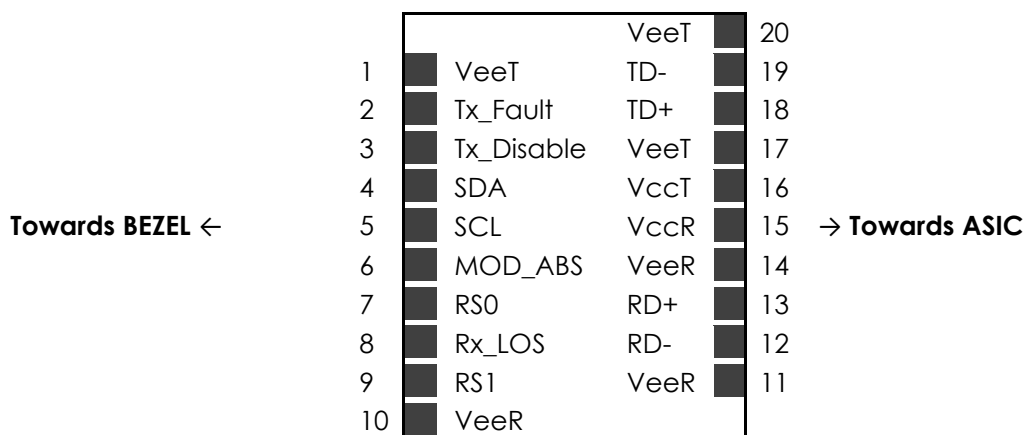 VeeT 20
1 VeeT TD- 19
2 Tx_Fault TD+ 18
3 Tx_Disable VeeT 17
4 SDA VccT 16
Towards BEZEL ← 5 SCL VccR 15 → Towards ASIC
6 MOD_ABS VeeR 14
7 RS0 RD+ 13
8 Rx_LOS RD- 12
9 RS1 VeeR 11
10 VeeR